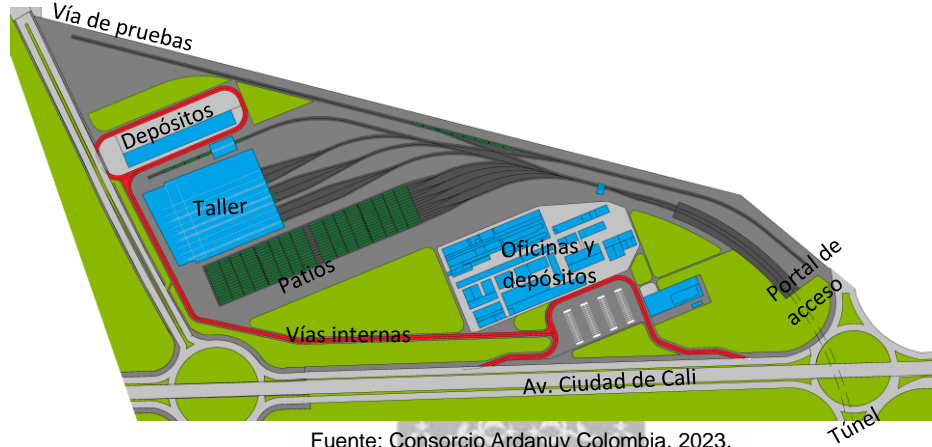 Vía de pruebas
Depósitos
Taller
Patios
Oficinas y
depósitos
Portal de
acceso
Vías internas
Av. Ciudad de Cali
Túnel
Fuente: Consorcio Ardanuy Colombia, 2023.